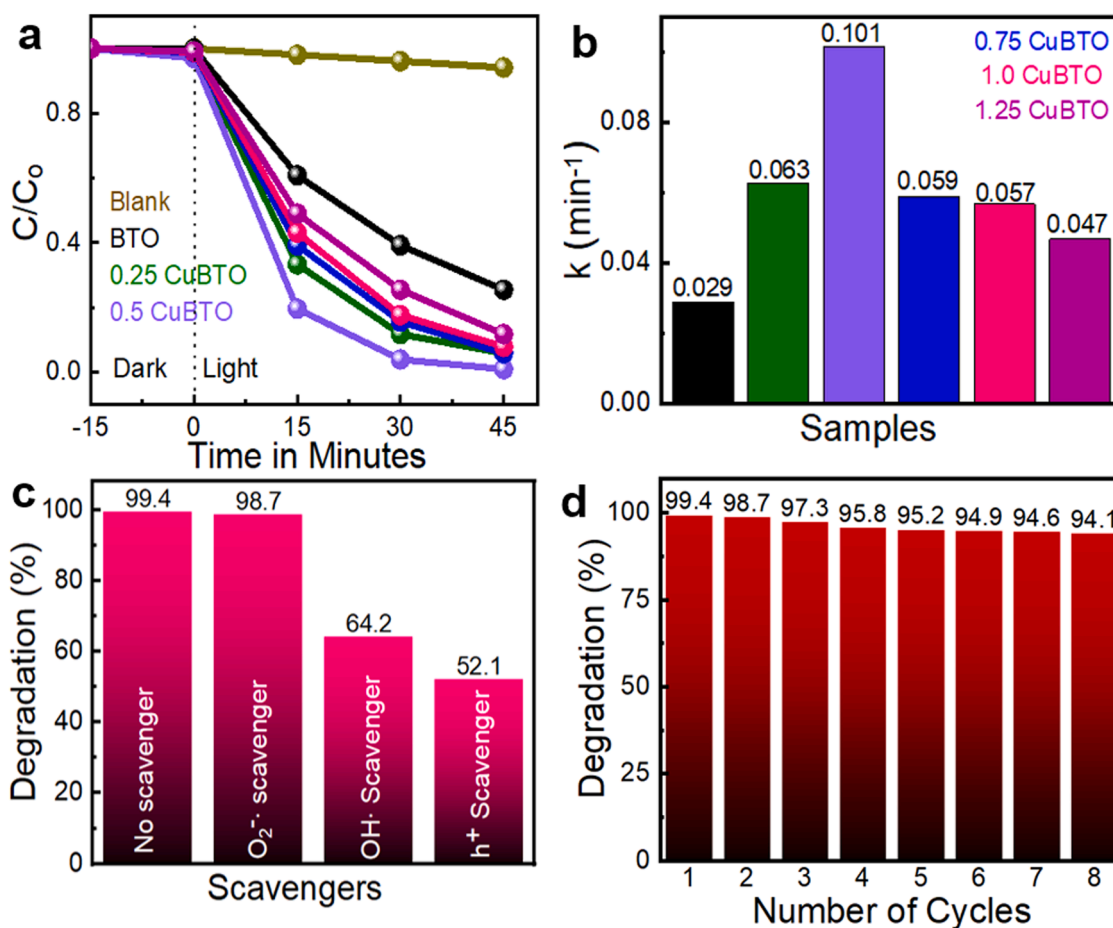 a
C/Co
0.8
0.4
0.0
Blank
BTO
0.25 CuBTO
0.5 CuBTO
Dark
Light
-15 0 15 30 45
Time in Minutes
b
k (min⁻¹)
0.08
0.04
0.00
0.75 CuBTO
1.0 CuBTO
1.25 CuBTO
0.029
0.063
0.101
0.059
0.057
0.047
Samples
c
Degradation (%)
100
80
60
40
20
0
99.4
98.7
64.2
52.1
No scavenger
O₂⁻· scavenger
OH· Scavenger
h⁺ Scavenger
Scavengers
d
Degradation (%)
100
75
50
25
0
99.4 98.7 97.3 95.8 95.2 94.9 94.6 94.1
1 2 3 4 5 6 7 8
Number of Cycles